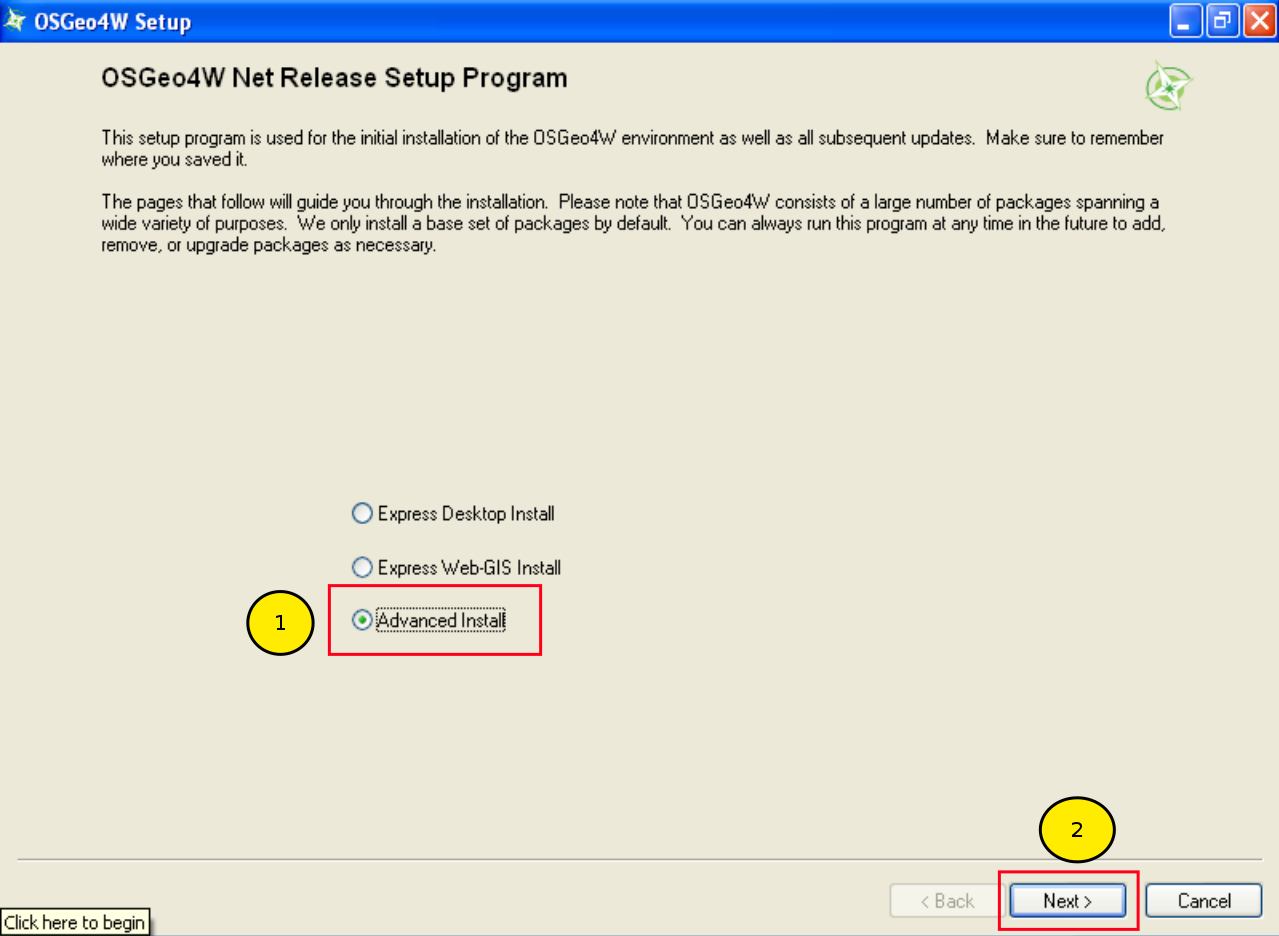 OSGeo4W Setup
OSGeo4W Net Release Setup Program
This setup program is used for the initial installation of the OSGeo4W environment as well as all subsequent updates.  Make sure to remember
where you saved it.
The pages that follow will guide you through the installation.  Please note that OSGeo4W consists of a large number of packages spanning a
wide variety of purposes.  We only install a base set of packages by default.  You can always run this program at any time in the future to add,
remove, or upgrade packages as necessary.
Express Desktop Install
Express Web-GIS Install
1
Advanced Install
2
< Back
Next >
Cancel
Click here to begin